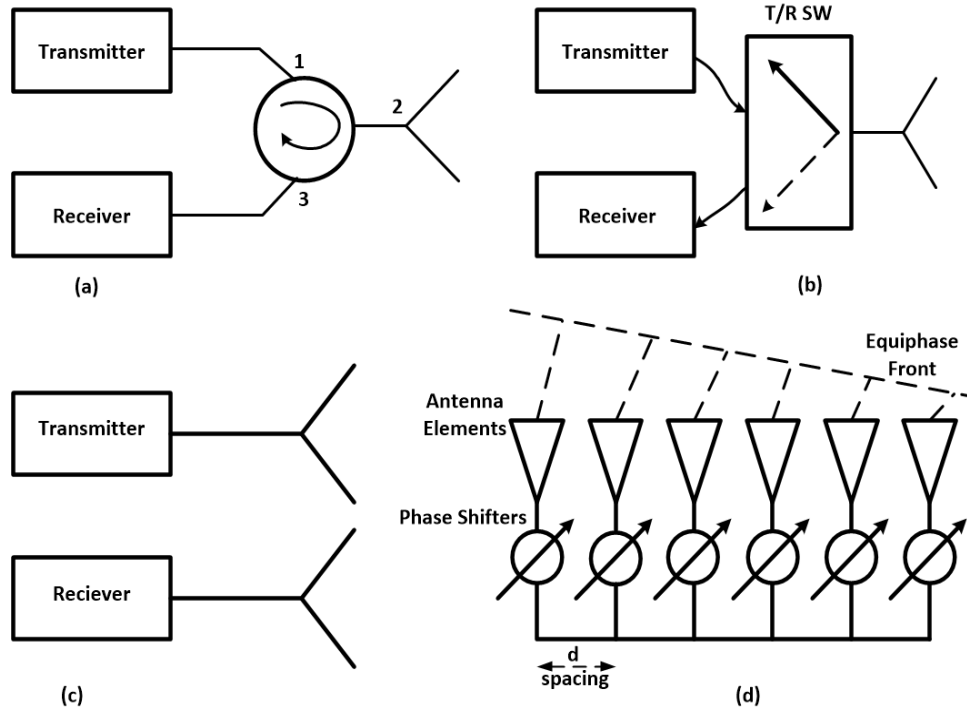 Transmitter
1
2
Receiver
3
(a)
T/R SW
Transmitter
Receiver
(b)
Transmitter
Reciever
(c)
Equiphase
Front
Antenna
Elements
Phase Shifters
d
spacing
(d)